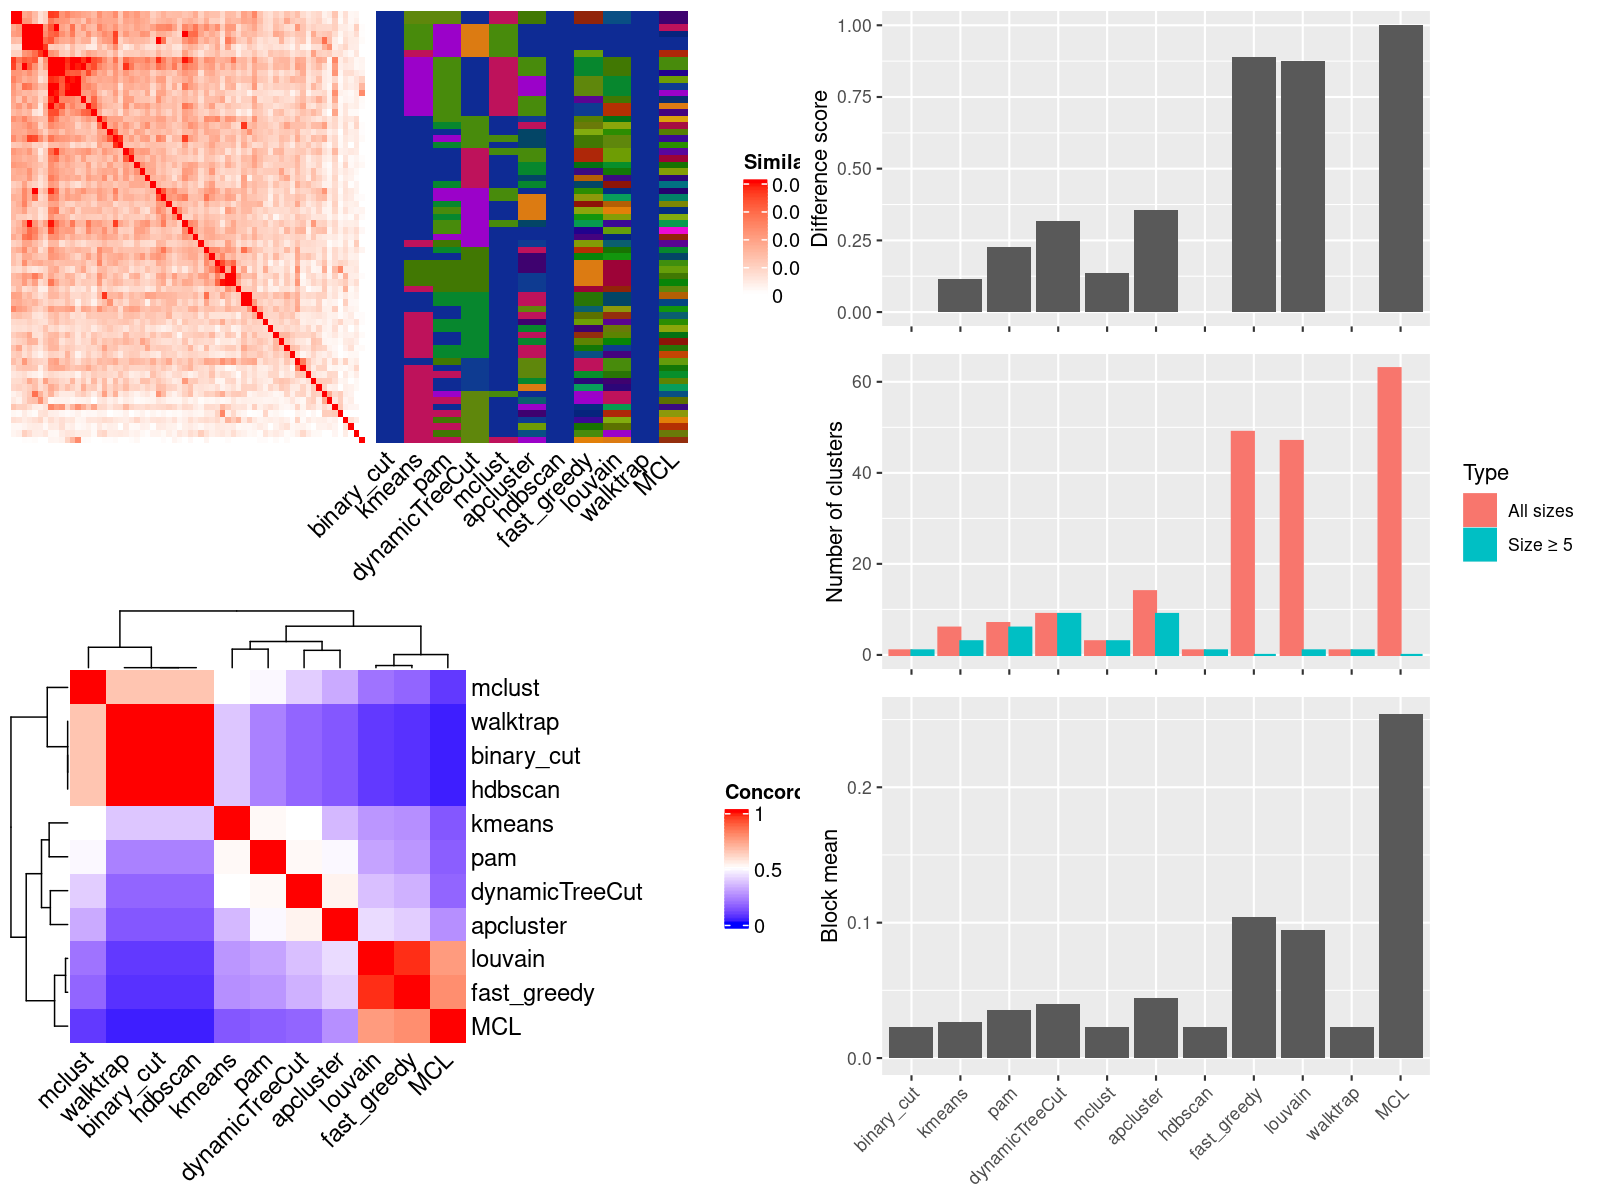 Simila
0.0
0.0
0.0
0.0
0
binary_cut
kmeans
pam
dynamicTreeCut
mclust
apcluster
hdbscan
fast_greedy
louvain
walktrap
MCL
Difference score
1.00
0.75
0.50
0.25
0.00
Number of clusters
60
40
20
0
Type
All sizes
Size ≥ 5
mclust
walktrap
binary_cut
hdbscan
kmeans
pam
dynamicTreeCut
apcluster
louvain
fast_greedy
MCL
mclust
walktrap
binary_cut
hdbscan
kmeans
pam
dynamicTreeCut
apcluster
louvain
fast_greedy
MCL
Concord
1
0.5
0
Block mean
0.2
0.1
0.0
binary_cut
kmeans
pam
dynamicTreeCut
mclust
apcluster
hdbscan
fast_greedy
louvain
walktrap
MCL